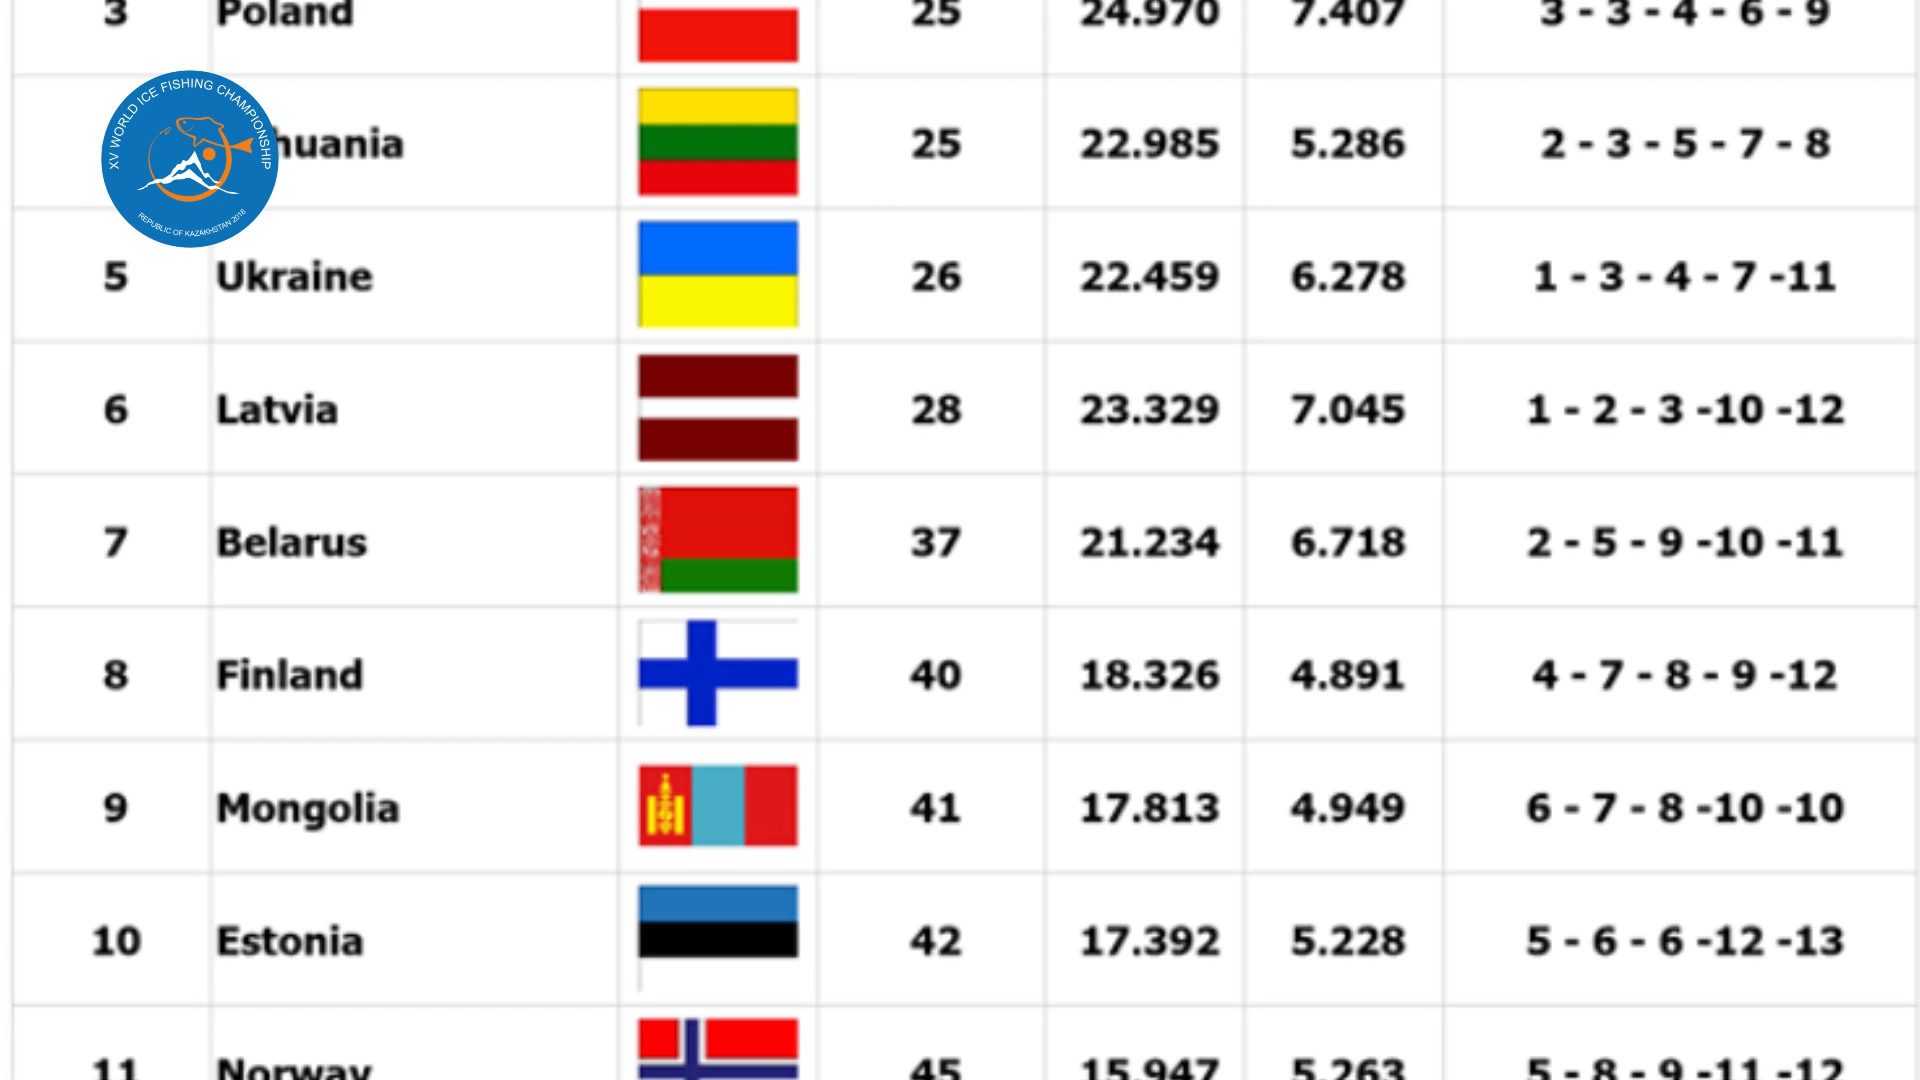 3 Poland 25 24.970 7.407 3 - 3 - 4 - 6 - 9
XV WORLD ICE FISHING CHAMPIONSHIP
REPUBLIC OF KAZAKHSTAN 2018
huania 25 22.985 5.286 2 - 3 - 5 - 7 - 8
5 Ukraine 26 22.459 6.278 1 - 3 - 4 - 7 -11
6 Latvia 28 23.329 7.045 1 - 2 - 3 -10 -12
7 Belarus 37 21.234 6.718 2 - 5 - 9 -10 -11
8 Finland 40 18.326 4.891 4 - 7 - 8 - 9 -12
9 Mongolia 41 17.813 4.949 6 - 7 - 8 -10 -10
10 Estonia 42 17.392 5.228 5 - 6 - 6 -12 -13
11 Norway 45 15.947 5.263 5 - 8 - 9 -11 -12